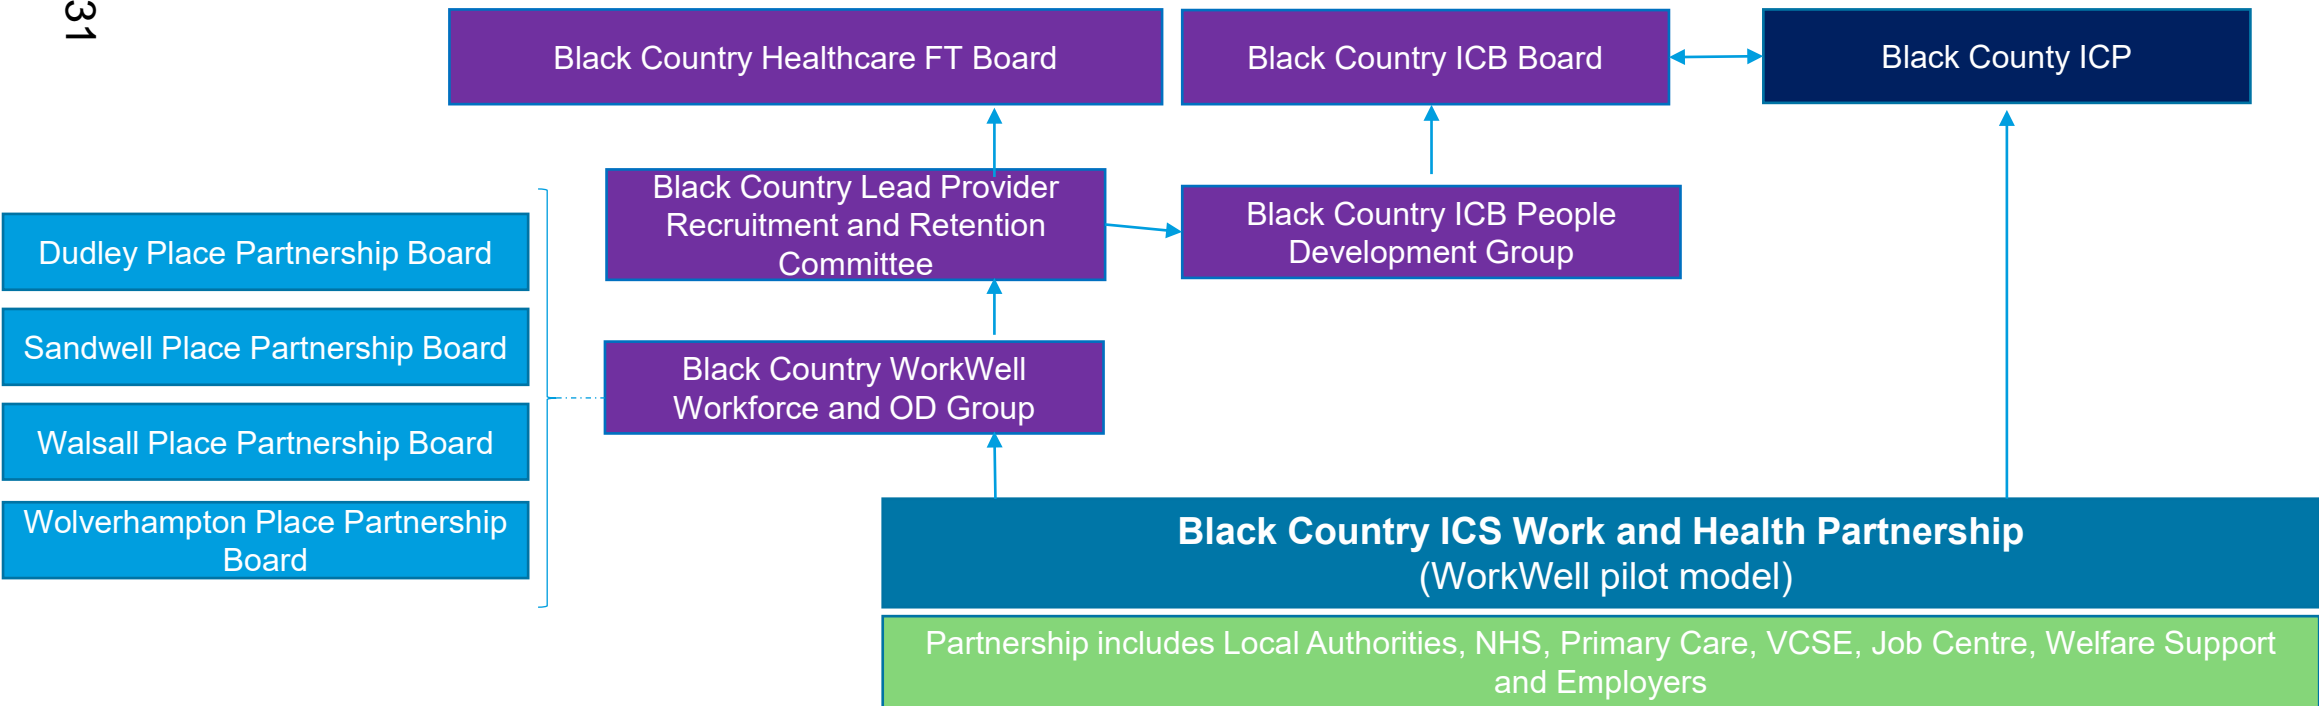 31
Black Country Healthcare FT Board
Black Country ICB Board
Black County ICP
Black Country Lead Provider
Recruitment and Retention
Committee
Black Country ICB People
Development Group
Dudley Place Partnership Board
Sandwell Place Partnership Board
Walsall Place Partnership Board
Wolverhampton Place Partnership
Board
Black Country WorkWell
Workforce and OD Group
Black Country ICS Work and Health Partnership
(WorkWell pilot model)
Partnership includes Local Authorities, NHS, Primary Care, VCSE, Job Centre, Welfare Support
and Employers